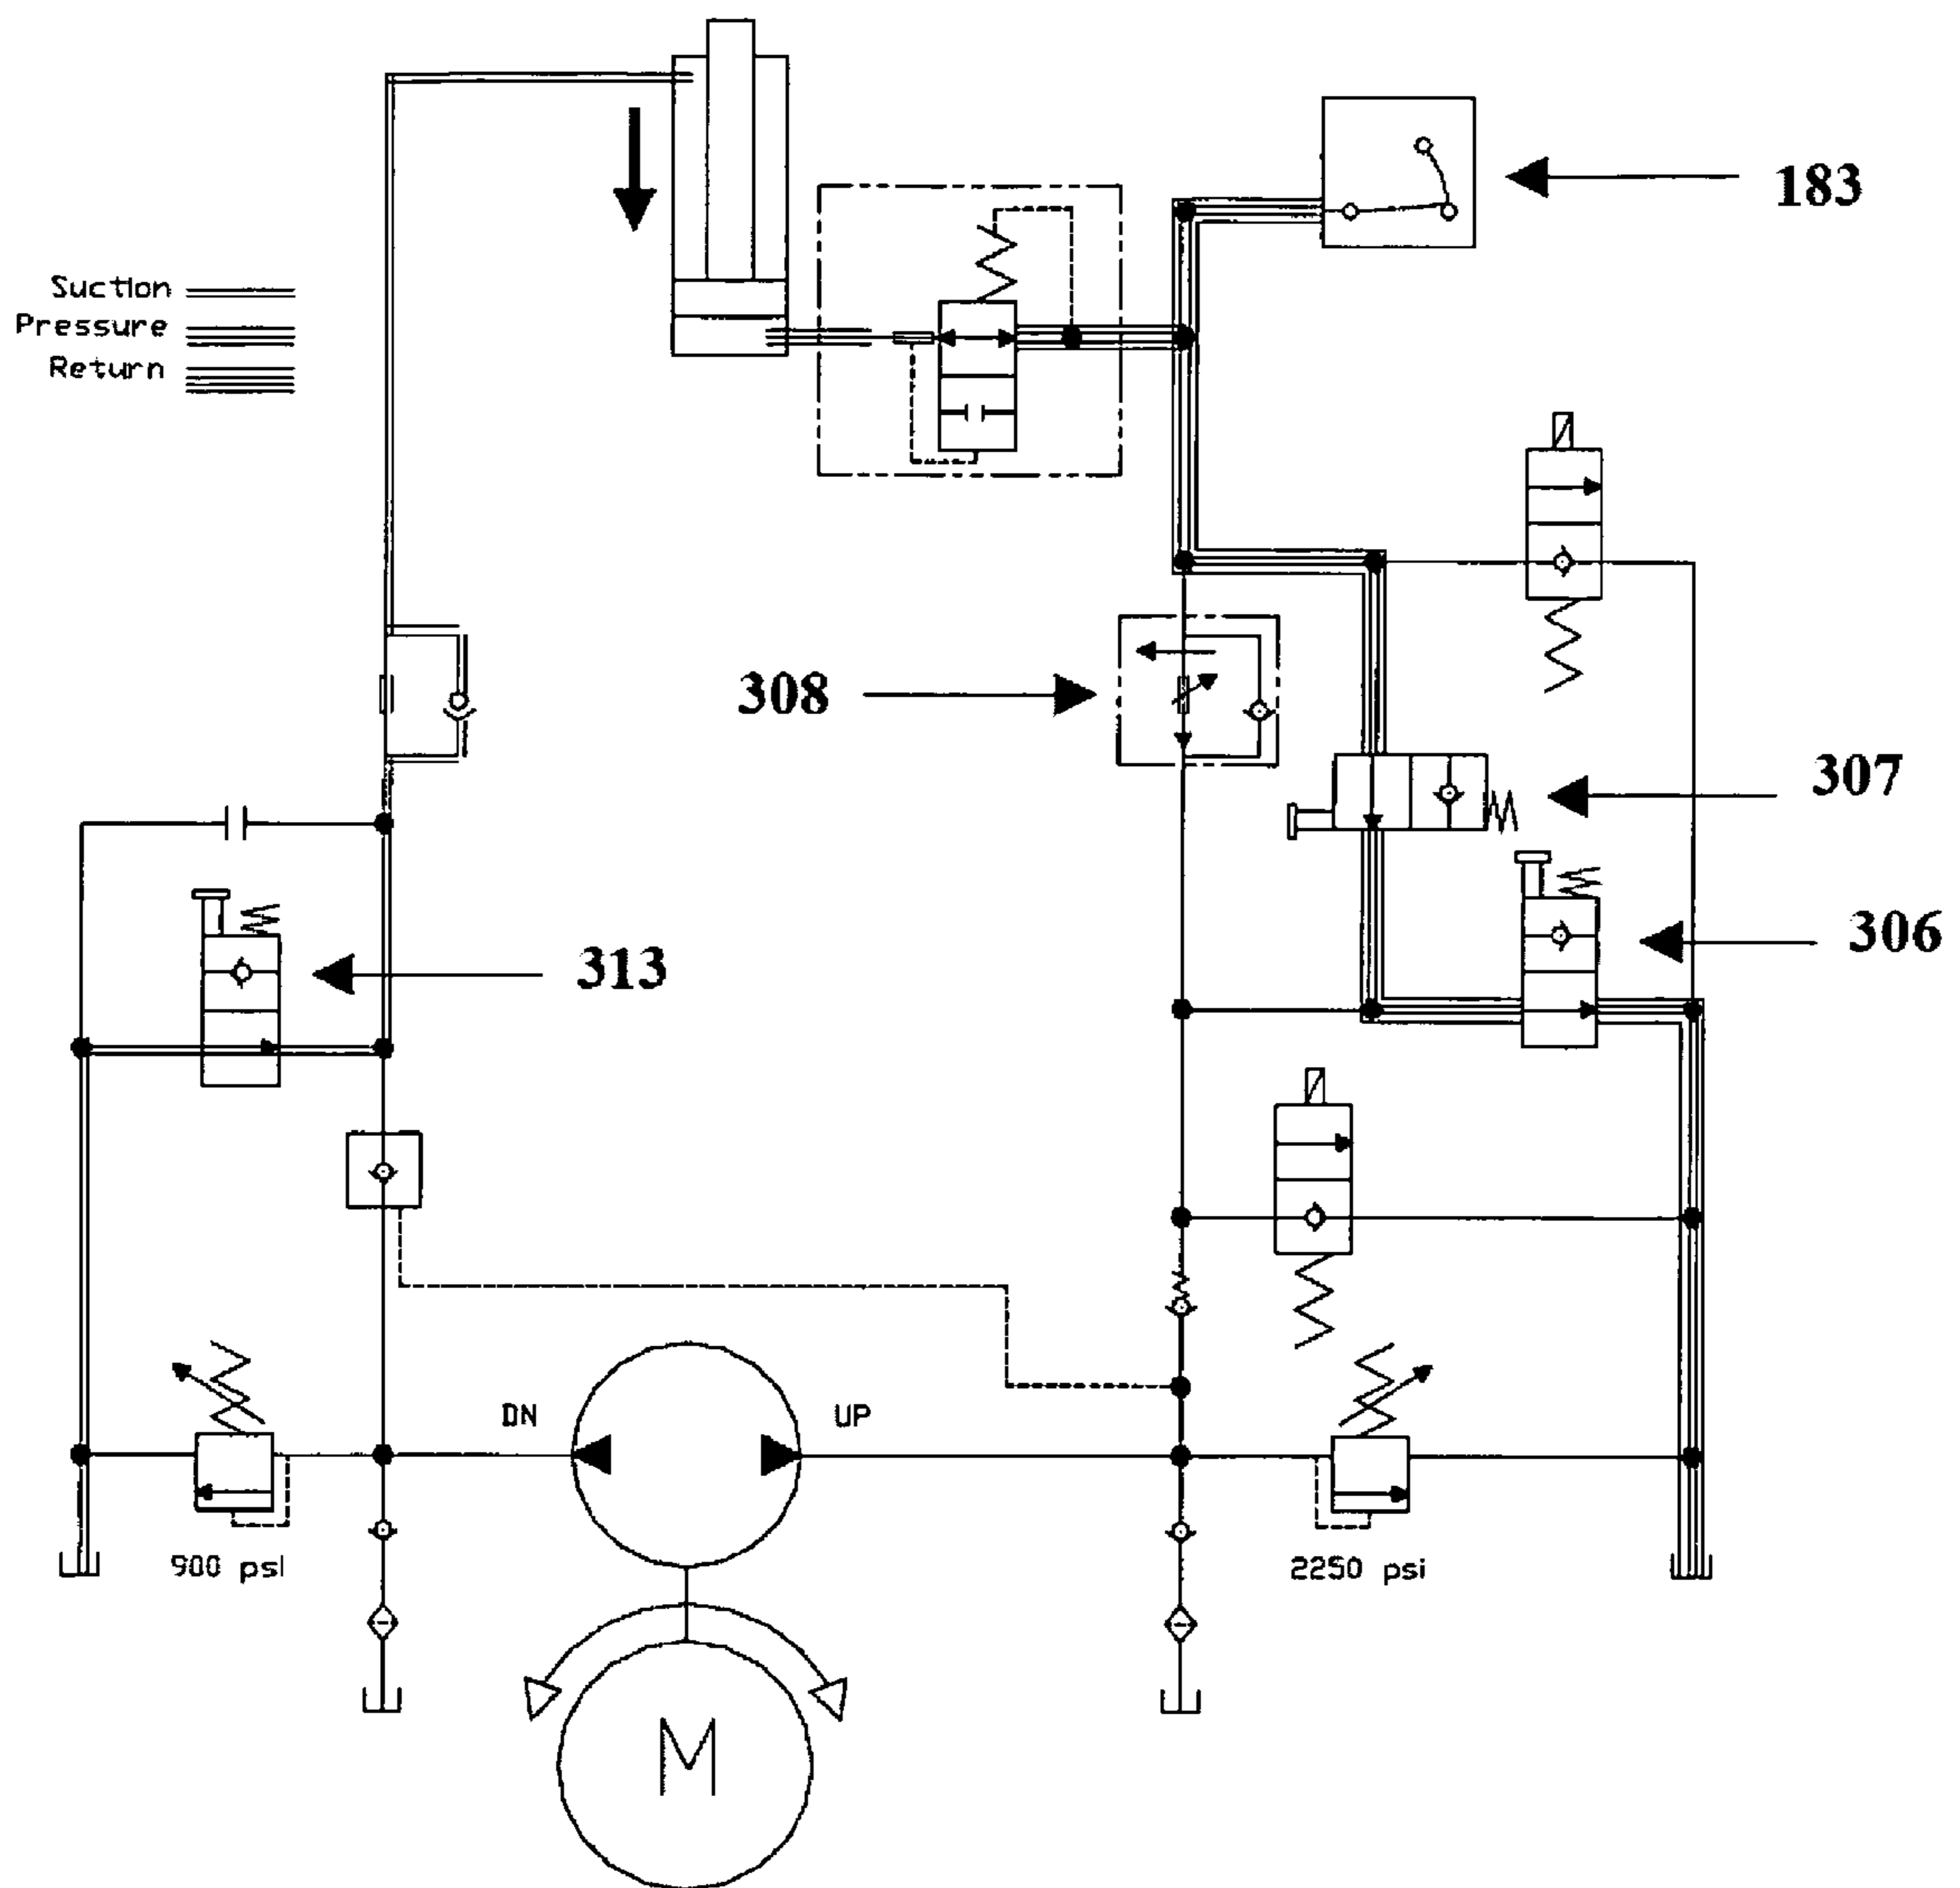 183
Suction
Pressure
Return
308
307
306
313
DN
UP
900 psi
2250 psi
M